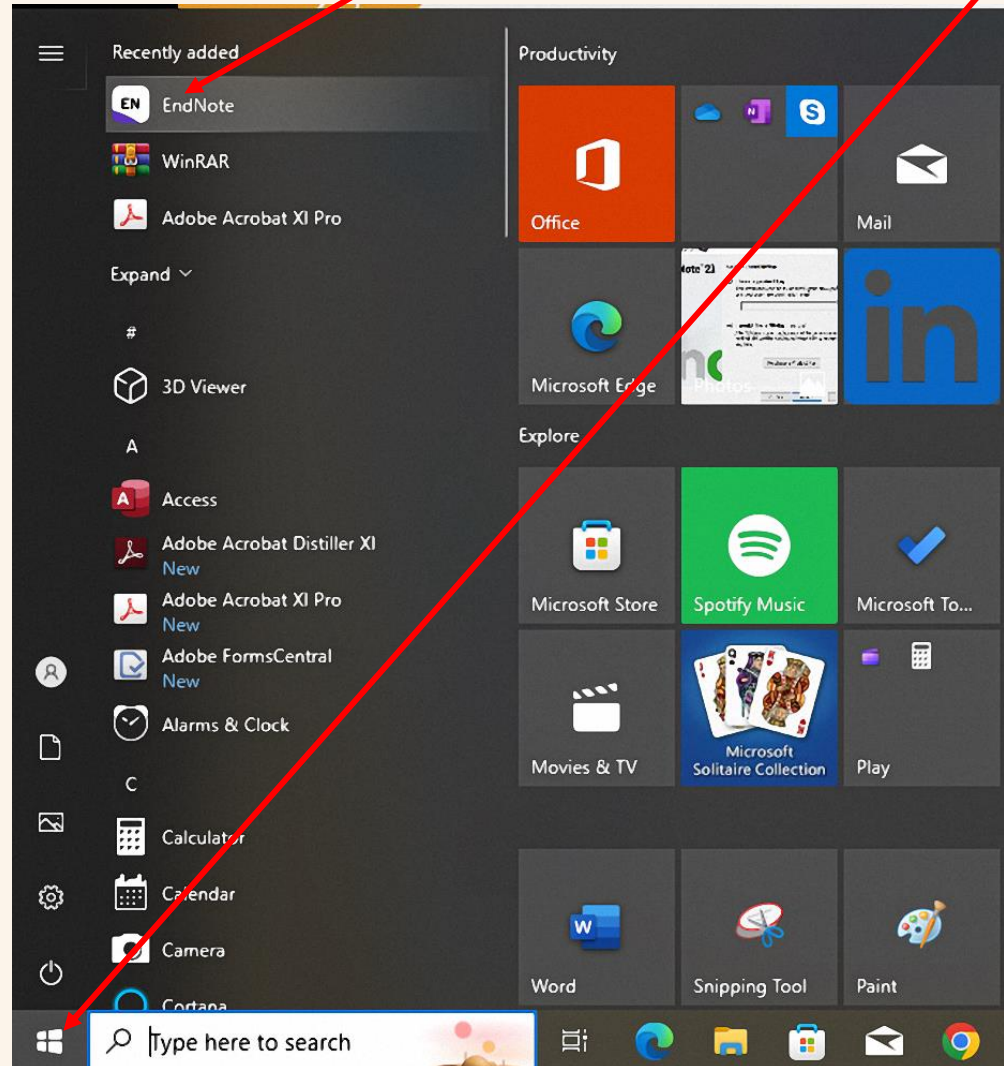 Recently added
EN EndNote
WinRAR
Adobe Acrobat XI Pro
Expand
#
3D Viewer
A
A Access
Adobe Acrobat Distiller XI
New
Adobe Acrobat XI Pro
New
Adobe FormsCentral
New
Alarms & Clock
C
Calculator
Calendar
Camera
Cortana
Productivity
N S
Office
Mail
Microsoft Edge
Photos
in
Explore
Microsoft Store
Spotify Music
Microsoft To...
Movies & TV
Microsoft
Solitaire Collection
Play
W
Word
Snipping Tool
Paint
Type here to search